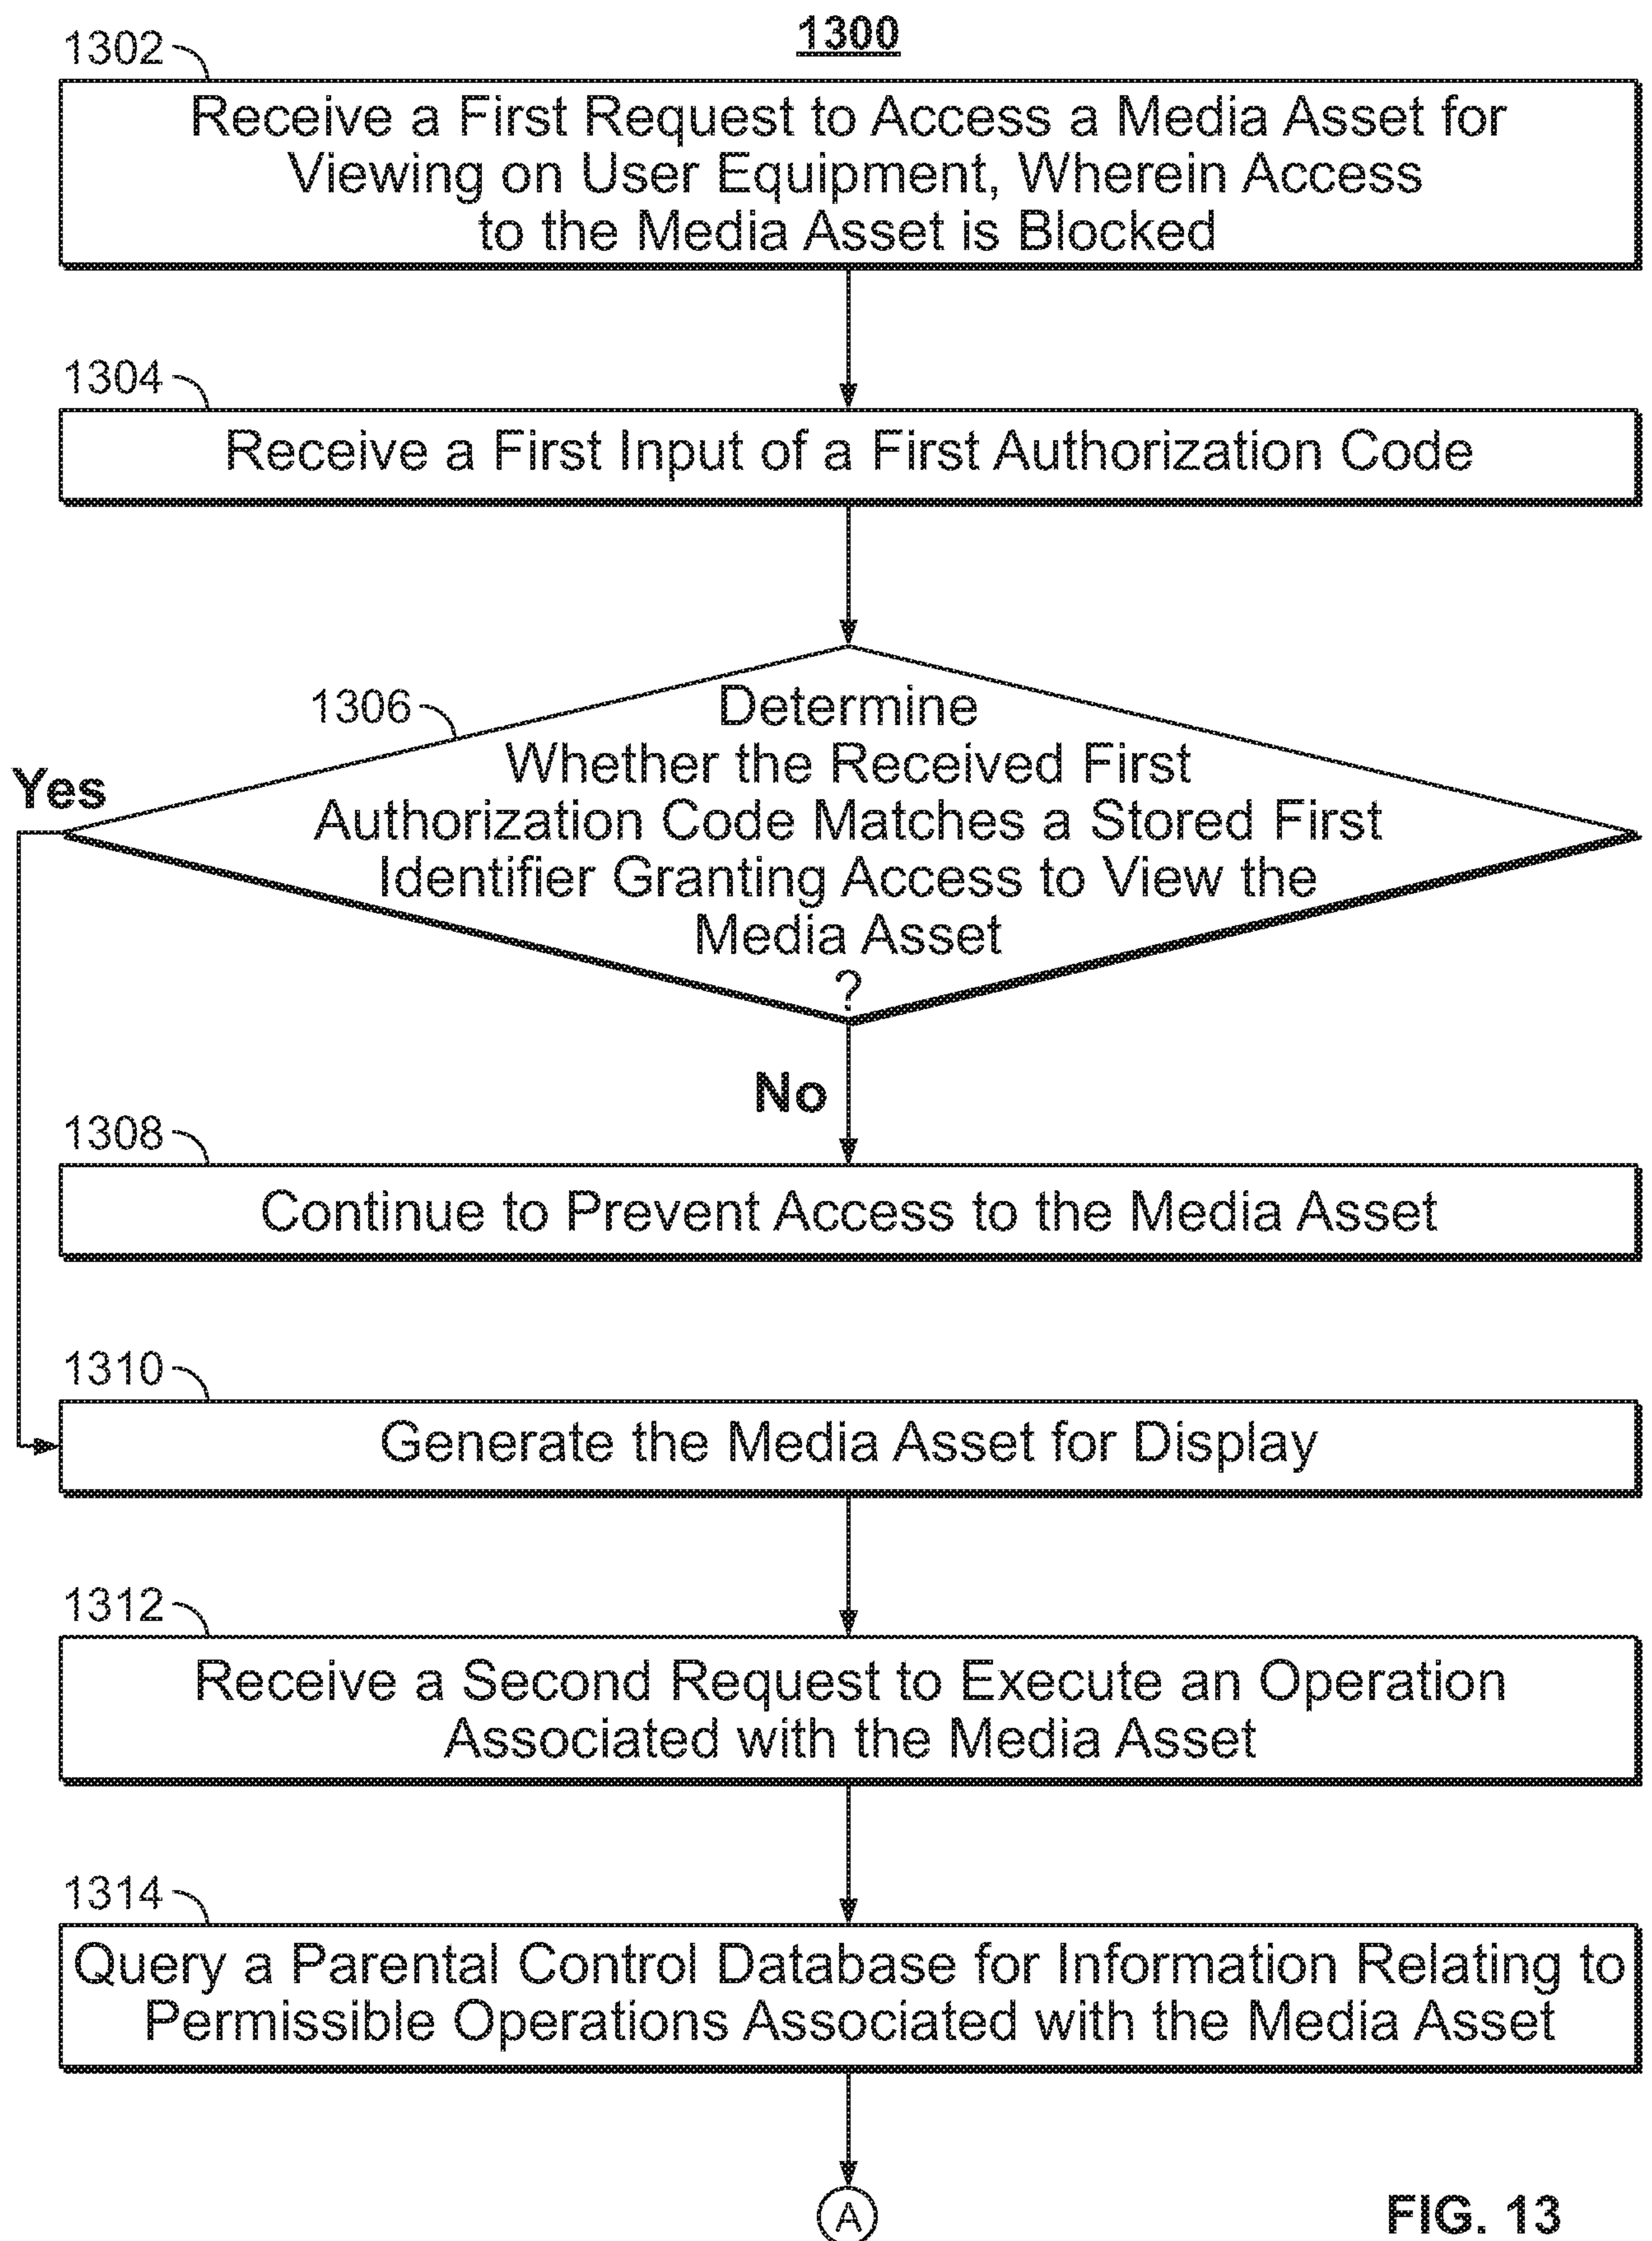 1300
1302
Receive a First Request to Access a Media Asset for
Viewing on User Equipment, Wherein Access
to the Media Asset is Blocked
1304
Receive a First Input of a First Authorization Code
1306
Determine
Whether the Received First
Authorization Code Matches a Stored First
Identifier Granting Access to View the
Media Asset
?
Yes
No
1308
Continue to Prevent Access to the Media Asset
1310
Generate the Media Asset for Display
1312
Receive a Second Request to Execute an Operation
Associated with the Media Asset
1314
Query a Parental Control Database for Information Relating to
Permissible Operations Associated with the Media Asset
A
FIG. 13